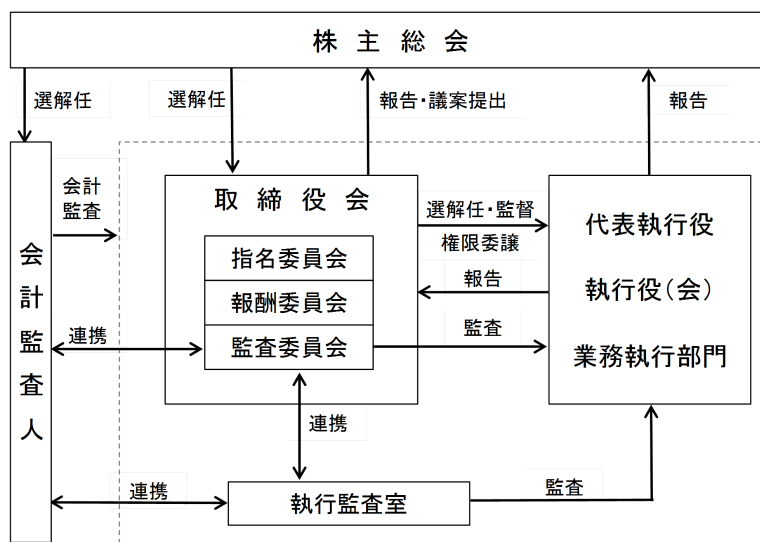 株主総会
選解任
選解任
報告・議案提出
報告
会計
監査
会計監査人
取締役会
指名委員会
報酬委員会
監査委員会
選解任・監督
権限委譲
報告
監査
代表執行役
執行役(会)
業務執行部門
連携
連携
連携
執行監査室
監査